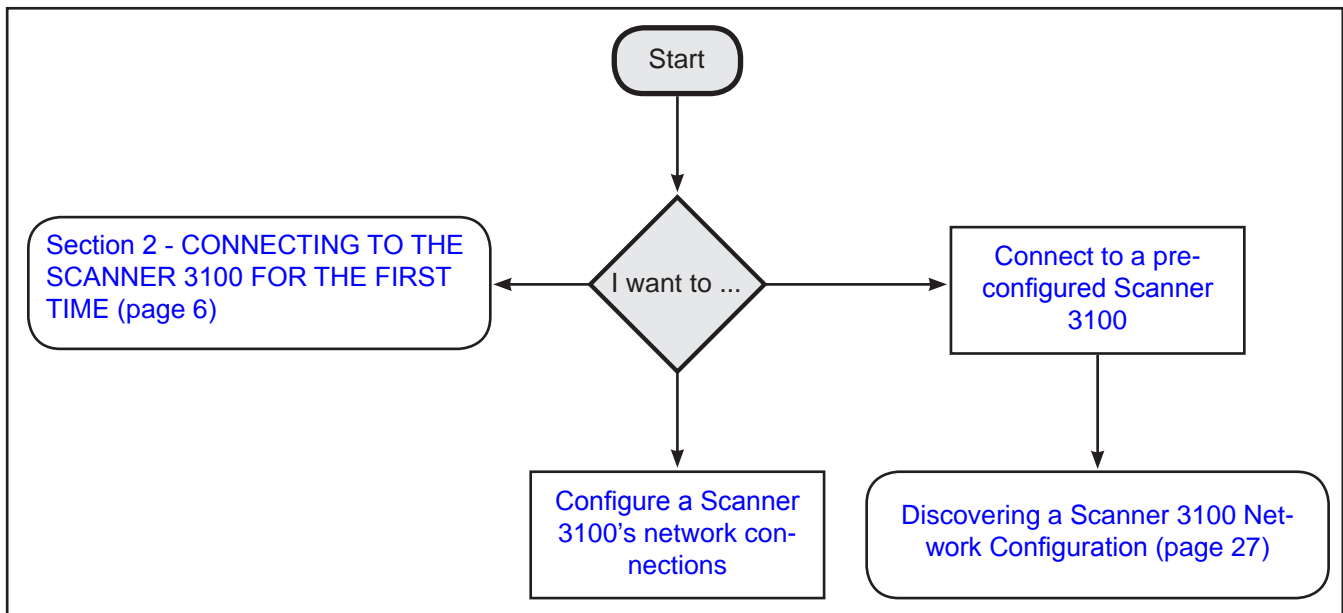 Start
Section 2 - CONNECTING TO THE
SCANNER 3100 FOR THE FIRST
TIME (page 6)
I want to ...
Connect to a pre-
configured Scanner
3100
Configure a Scanner
3100’s network con-
nections
Discovering a Scanner 3100 Net-
work Configuration (page 27)